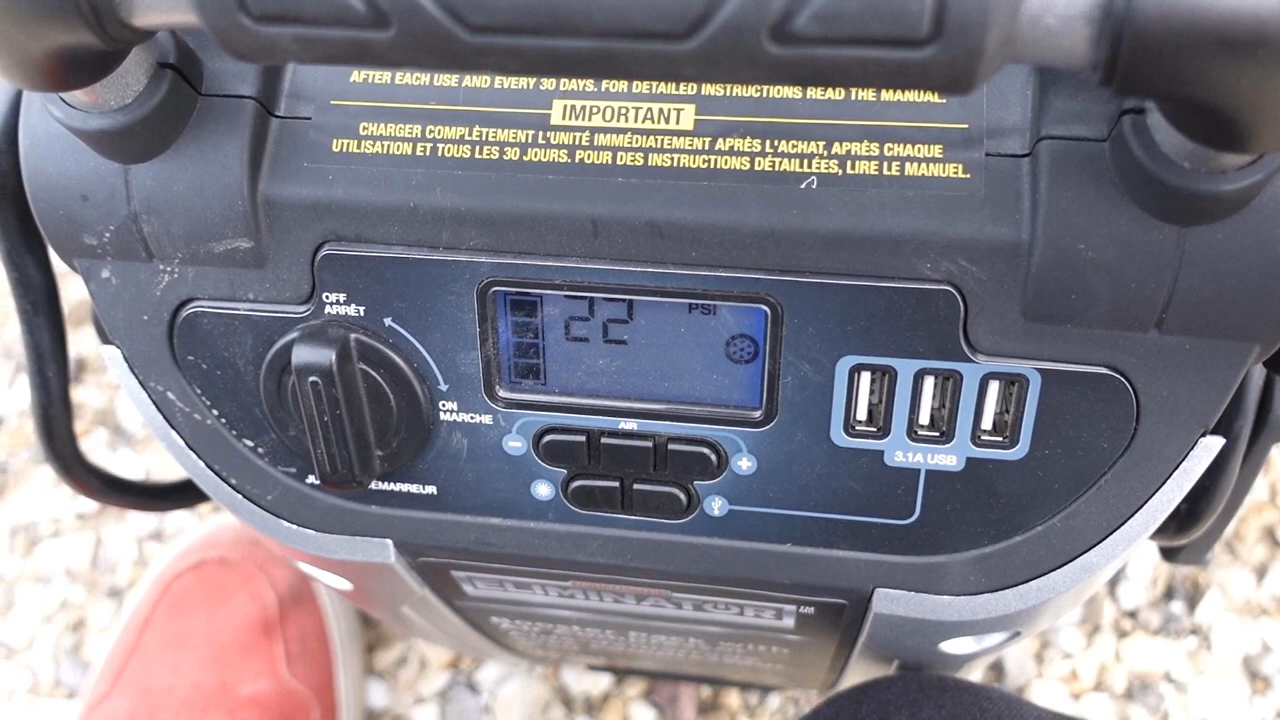 AFTER EACH USE AND EVERY 30 DAYS. FOR DETAILED INSTRUCTIONS READ THE MANUAL.
IMPORTANT
CHARGER COMPLÈTEMENT L'UNITÉ IMMÉDIATEMENT APRÈS L'ACHAT, APRÈS CHAQUE
UTILISATION ET TOUS LES 30 JOURS. POUR DES INSTRUCTIONS DÉTAILLÉES, LIRE LE MANUEL.
OFF
ARRÊT
ON
MARCHE
22 PSI
AIR
3.1A USB
ELIMINATOR